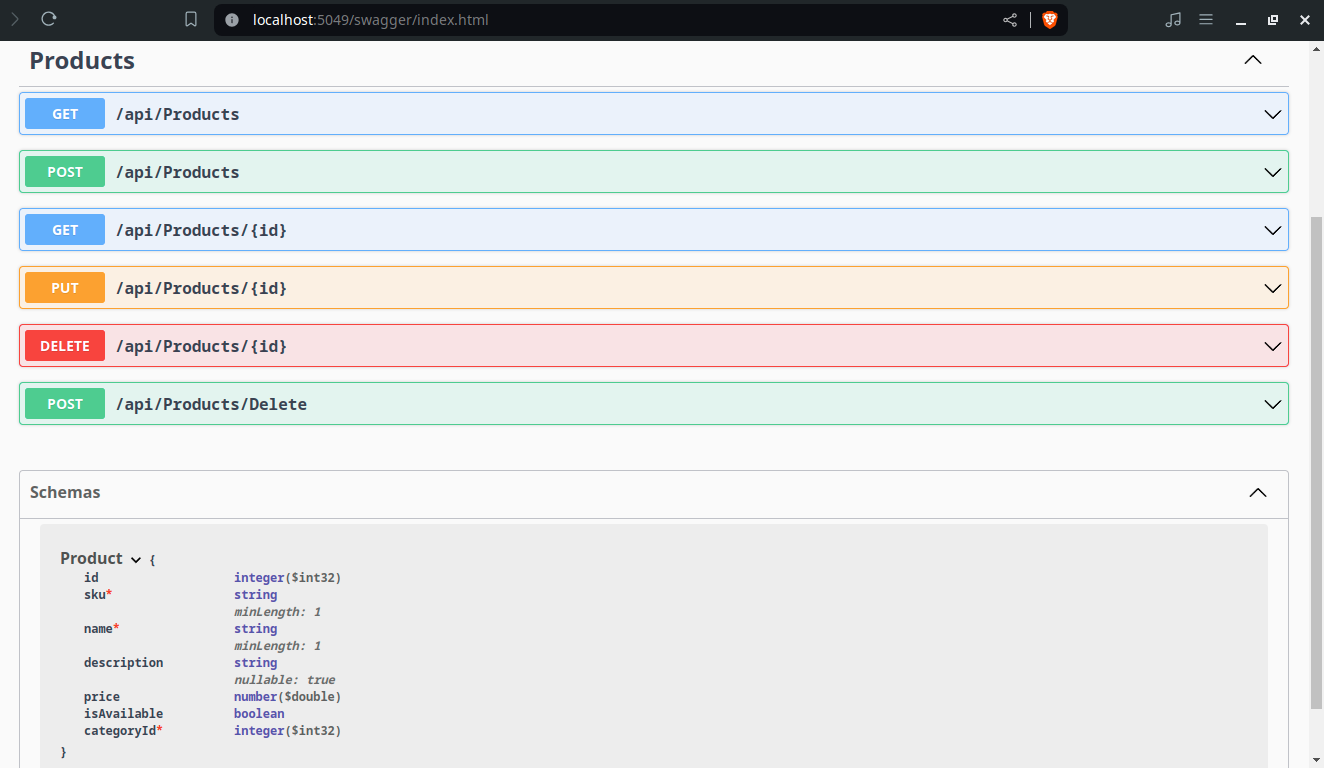 localhost:5049/swagger/index.html
Products
GET /api/Products
POST /api/Products
GET /api/Products/{id}
PUT /api/Products/{id}
DELETE /api/Products/{id}
POST /api/Products/Delete
Schemas
Product {
id integer($int32)
sku* string
minLength: 1
name* string
minLength: 1
description string
nullable: true
price number($double)
isAvailable boolean
categoryId* integer($int32)
}